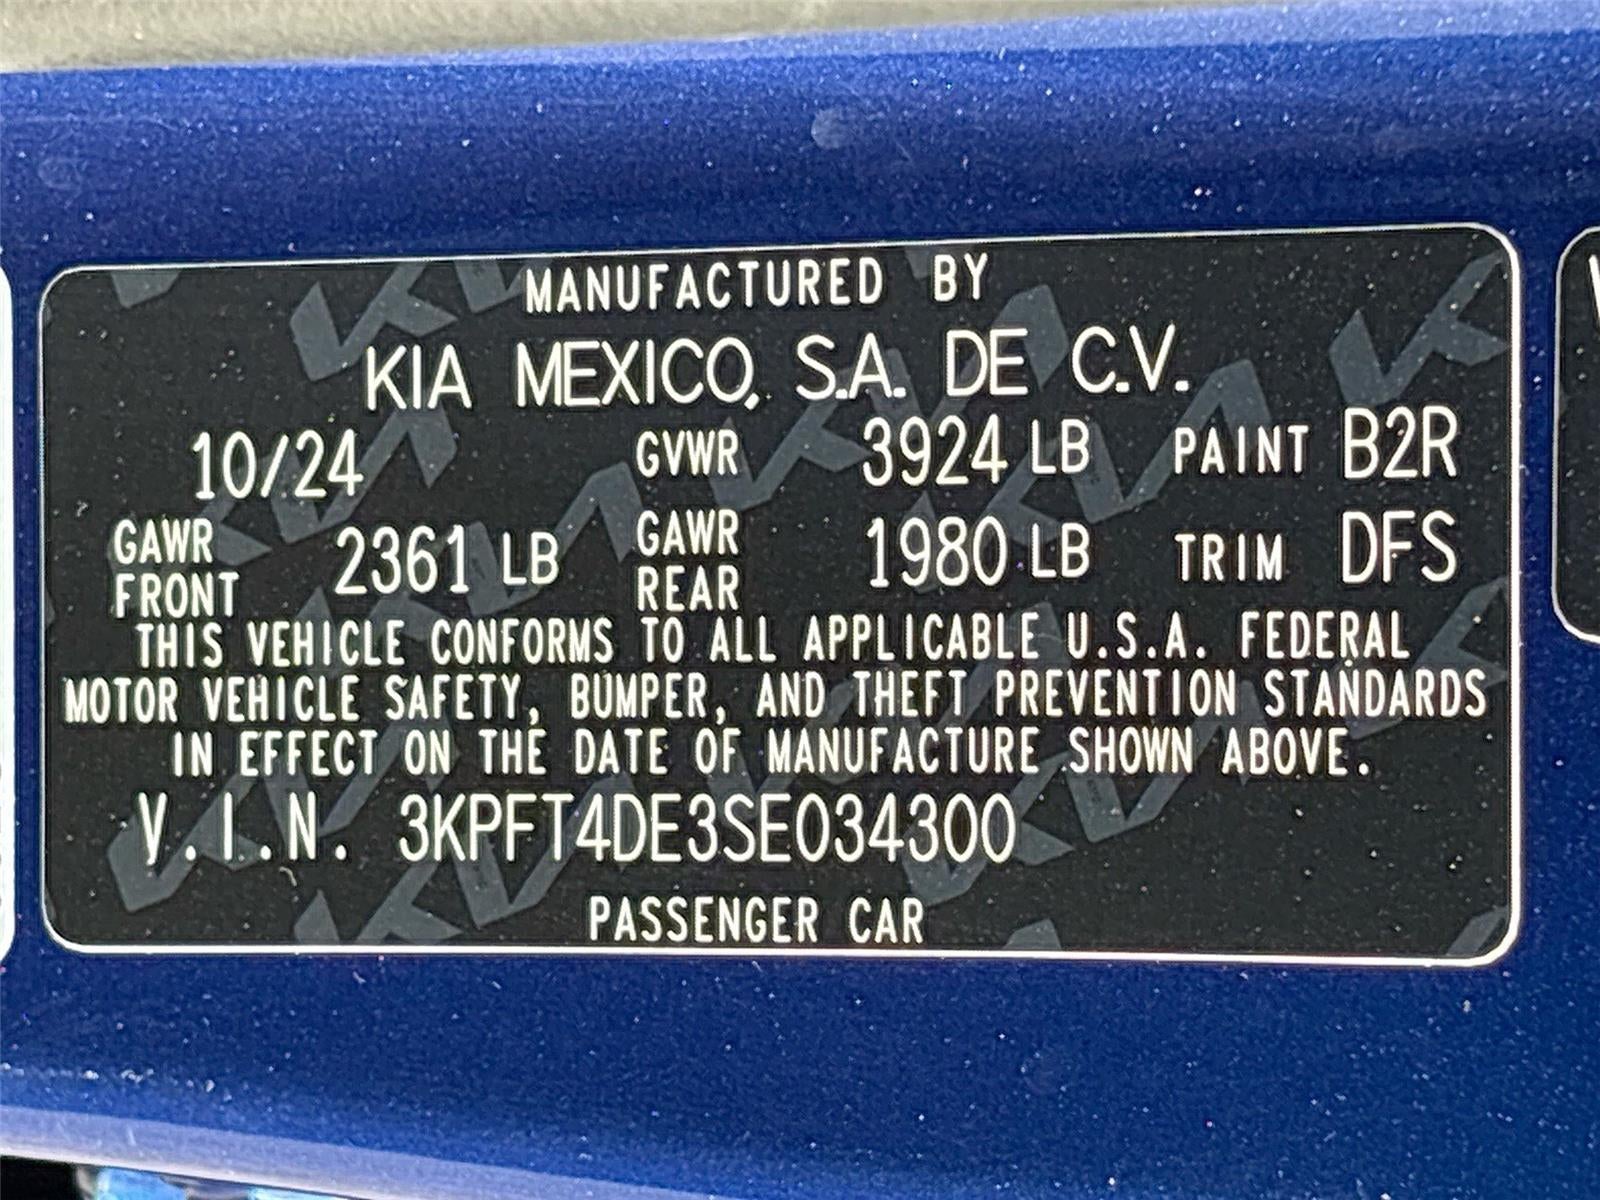 MANUFACTURED BY
KIA MEXICO, S.A. DE C.V.
10/24 GVWR 3924 LB PAINT B2R
GAWR FRONT 2361 LB GAWR REAR 1980 LB TRIM DFS
THIS VEHICLE CONFORMS TO ALL APPLICABLE U.S.A. FEDERAL
MOTOR VEHICLE SAFETY, BUMPER, AND THEFT PREVENTION STANDARDS
IN EFFECT ON THE DATE OF MANUFACTURE SHOWN ABOVE.
V.I.N. 3KPFT4DE3SE034300
PASSENGER CAR